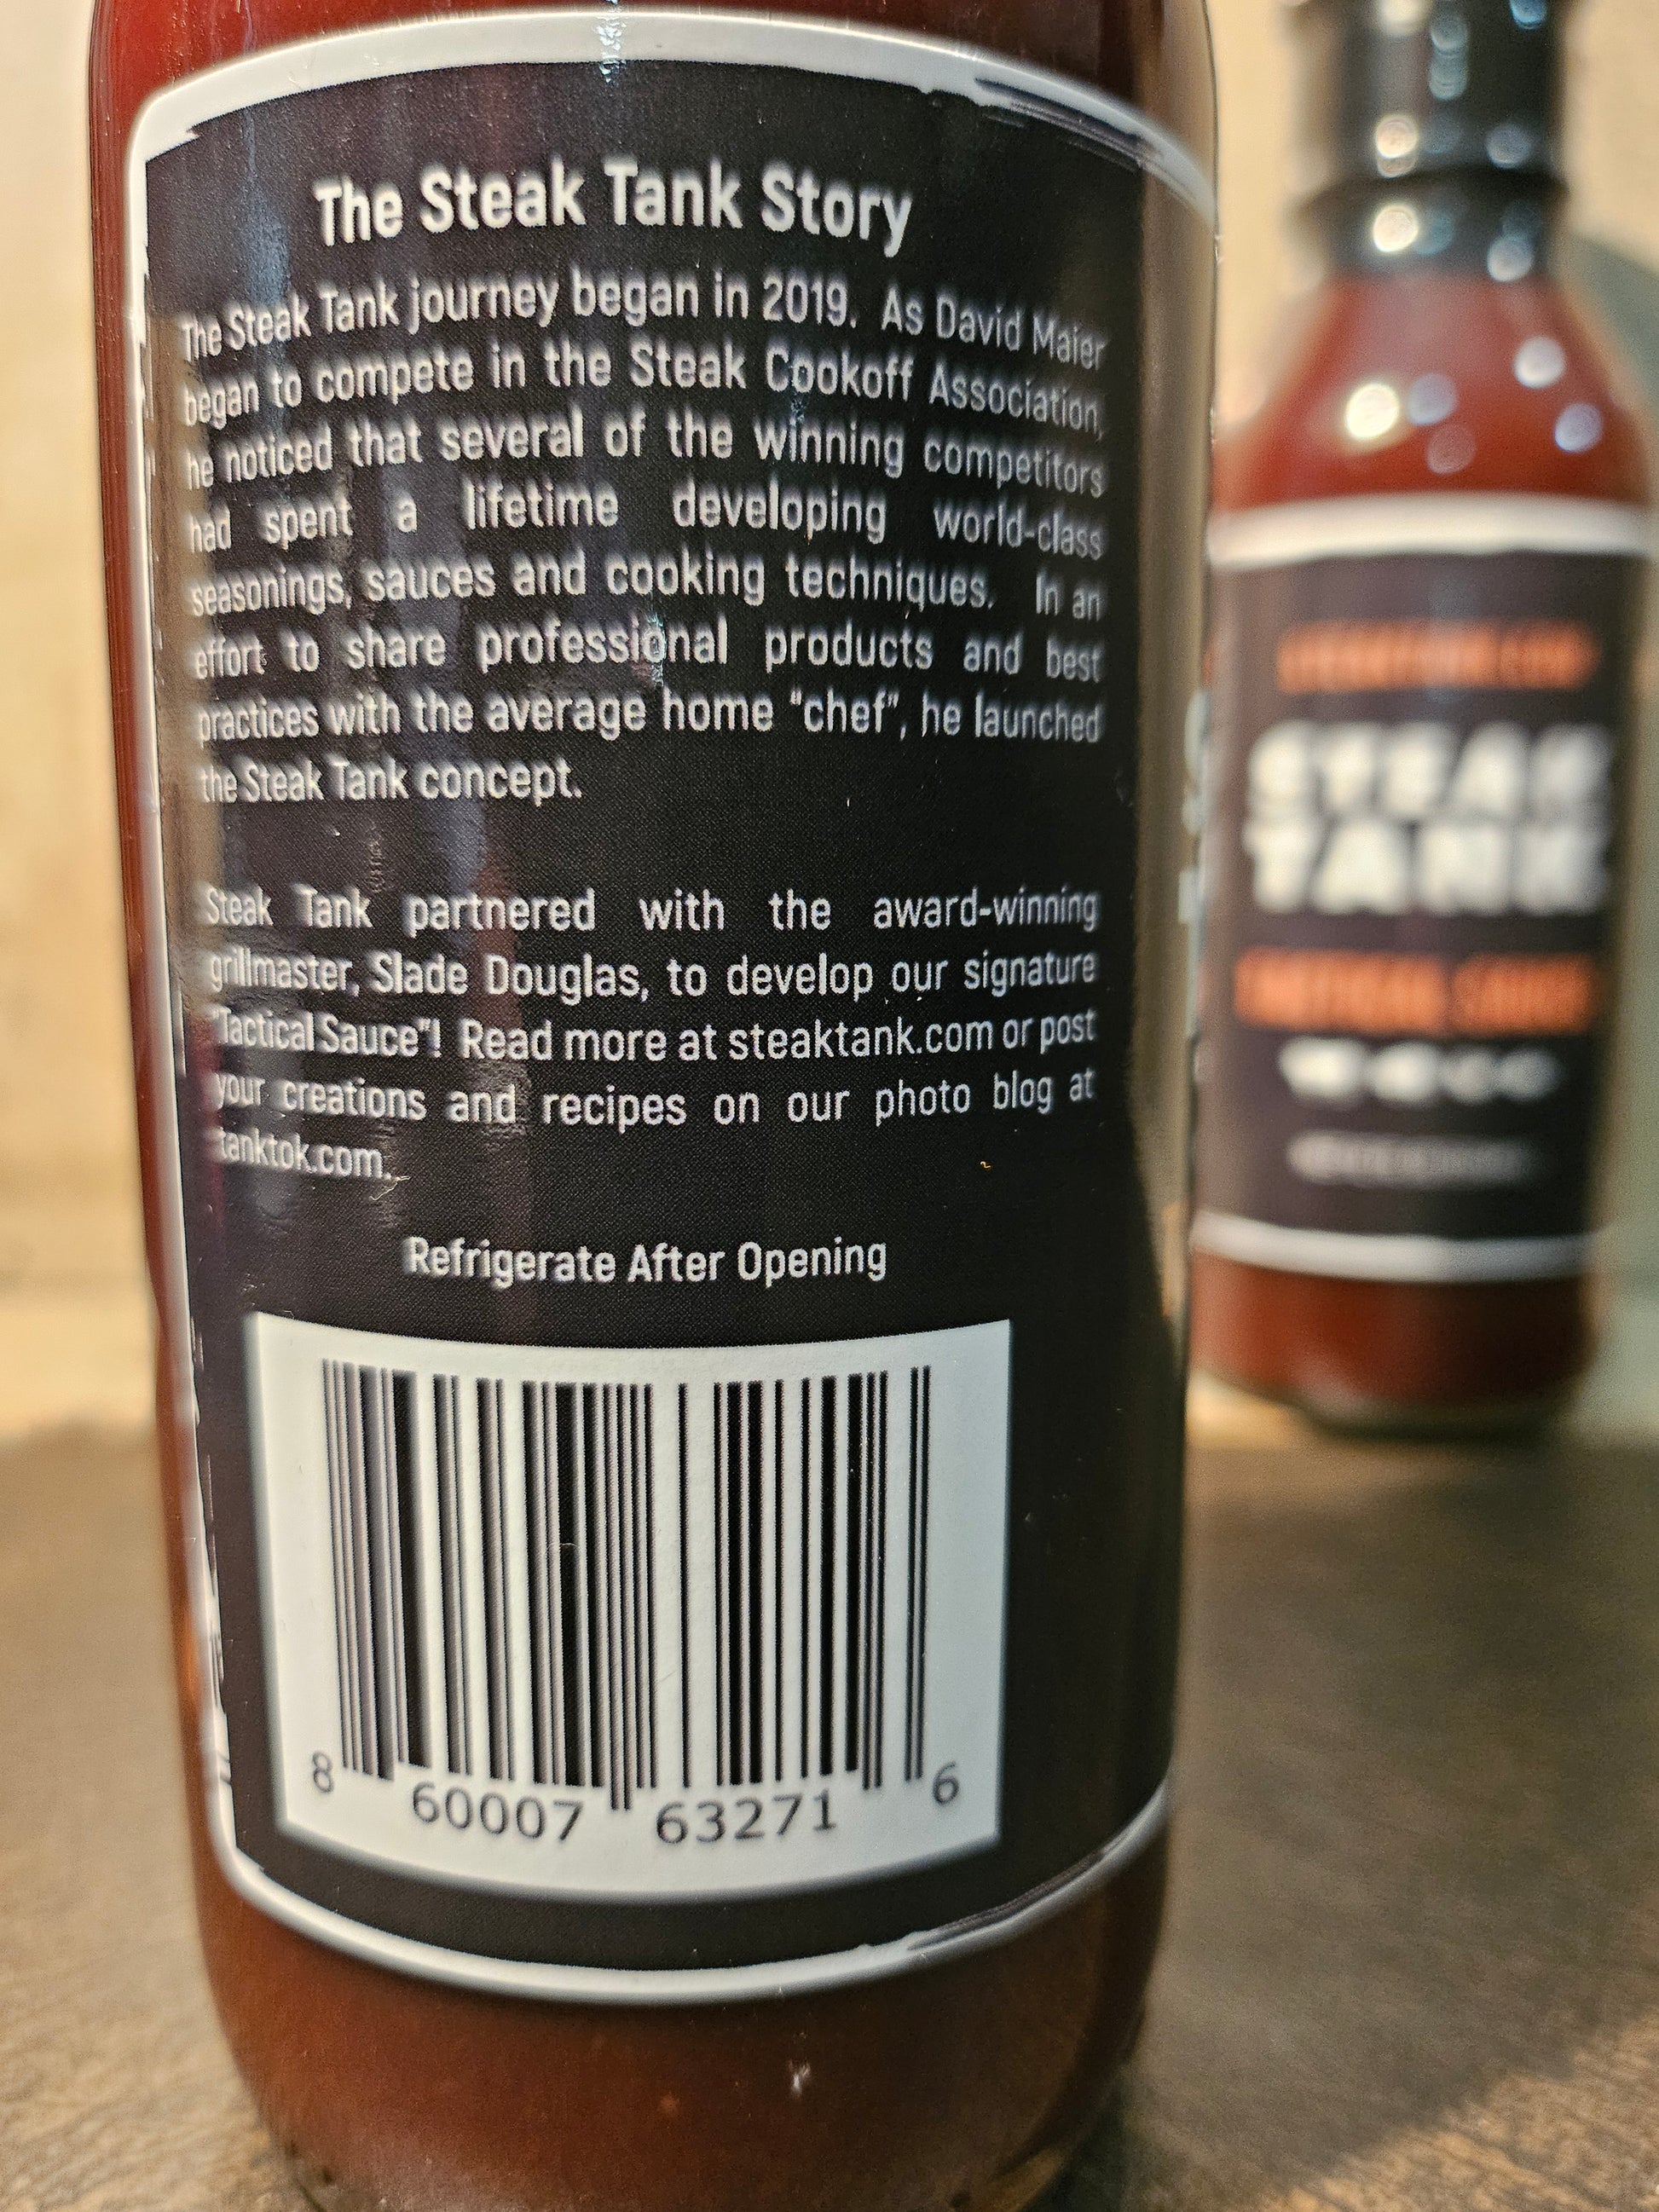 The Steak Tank Story
The Steak Tank journey began in 2019. As David Maier
began to compete in the Steak Cookoff Association,
he noticed that several of the winning competitors
had spent a lifetime developing world-class
seasonings, sauces and cooking techniques. In an
effort to share professional products and best
practices with the average home "chef", he launched
the Steak Tank concept.
Steak Tank partnered with the award-winning
grillmaster, Slade Douglas, to develop our signature
"Tactical Sauce"! Read more at steaktank.com or post
your creations and recipes on our photo blog at
tanktok.com.
Refrigerate After Opening
8 60007 63271 6
STEAK
TANK